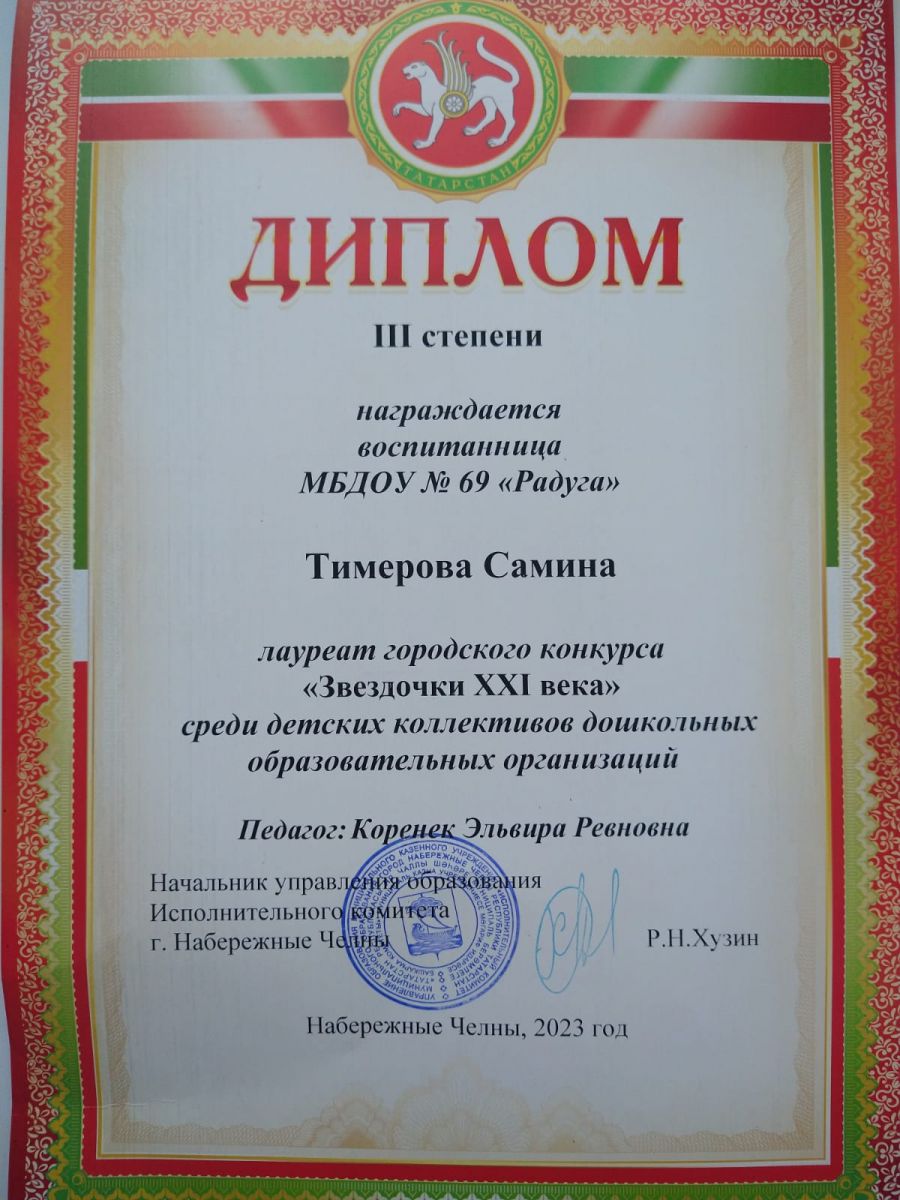 ТАТАРСТАН
ДИПЛОМ
III степени
награждается
воспитанница
МБДОУ № 69 «Радуга»
Тимерова Самина
лауреат городского конкурса
«Звездочки XXI века»
среди детских коллективов дошкольных
образовательных организаций
Педагог: Коренек Эльвира Ревновна
Начальник управления образования
Исполнительного комитета
г. Набережные Челны
Р.Н.Хузин
Набережные Челны, 2023 год